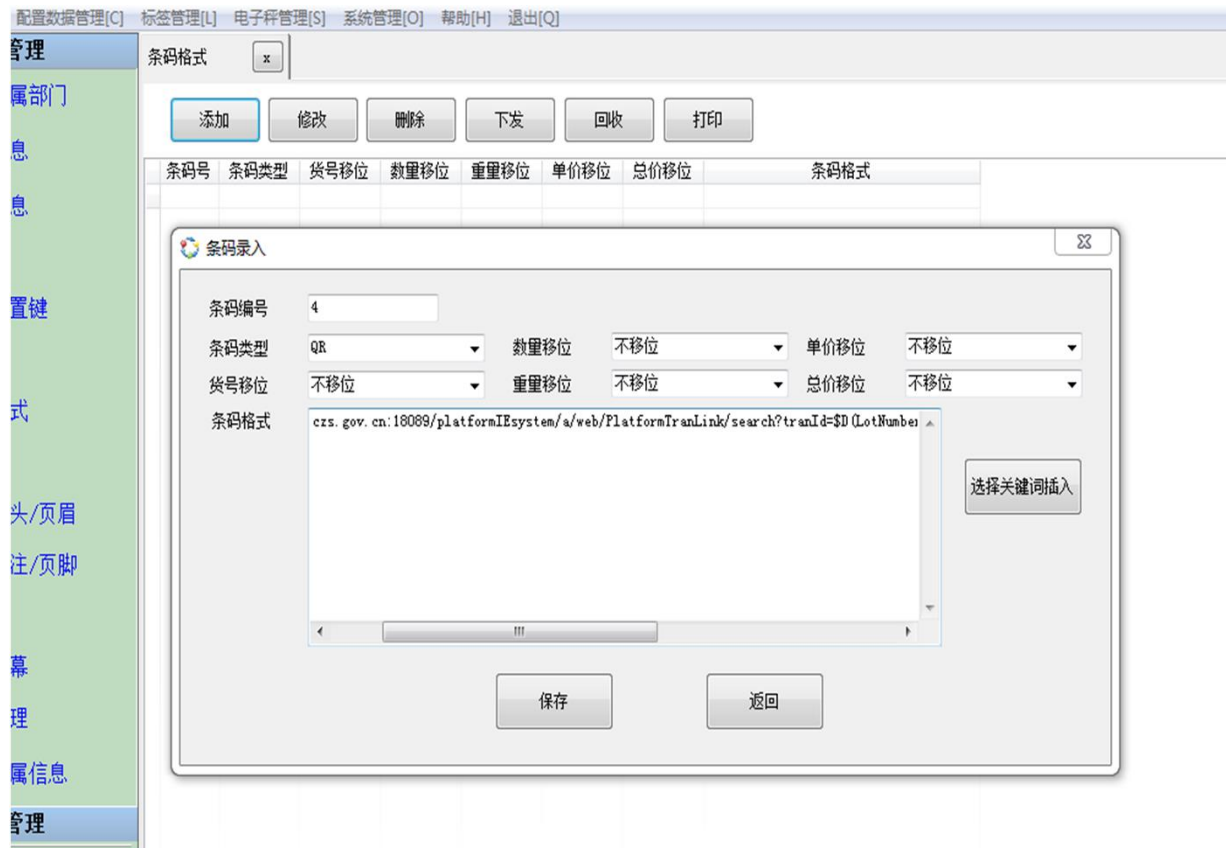 配置数据管理[C] 标签管理[L] 电子秤管理[S] 系统管理[O] 帮助[H] 退出[Q]
管理
属部门
息
息
置键
式
头/页眉
注/页脚
幕
理
属信息
管理
条码格式 x
添加 修改 删除 下发 回收 打印
条码号 条码类型 货号移位 数量移位 重量移位 单价移位 总价移位 条码格式
条码录入
条码编号 4
条码类型 QR 数量移位 不移位 单价移位 不移位
货号移位 不移位 重量移位 不移位 总价移位 不移位
条码格式 czs.gov.cn:18089/platformIEsystem/a/web/PlatformTranLink/search?tranId=$D(LotNumber
选择关键词插入
保存 返回